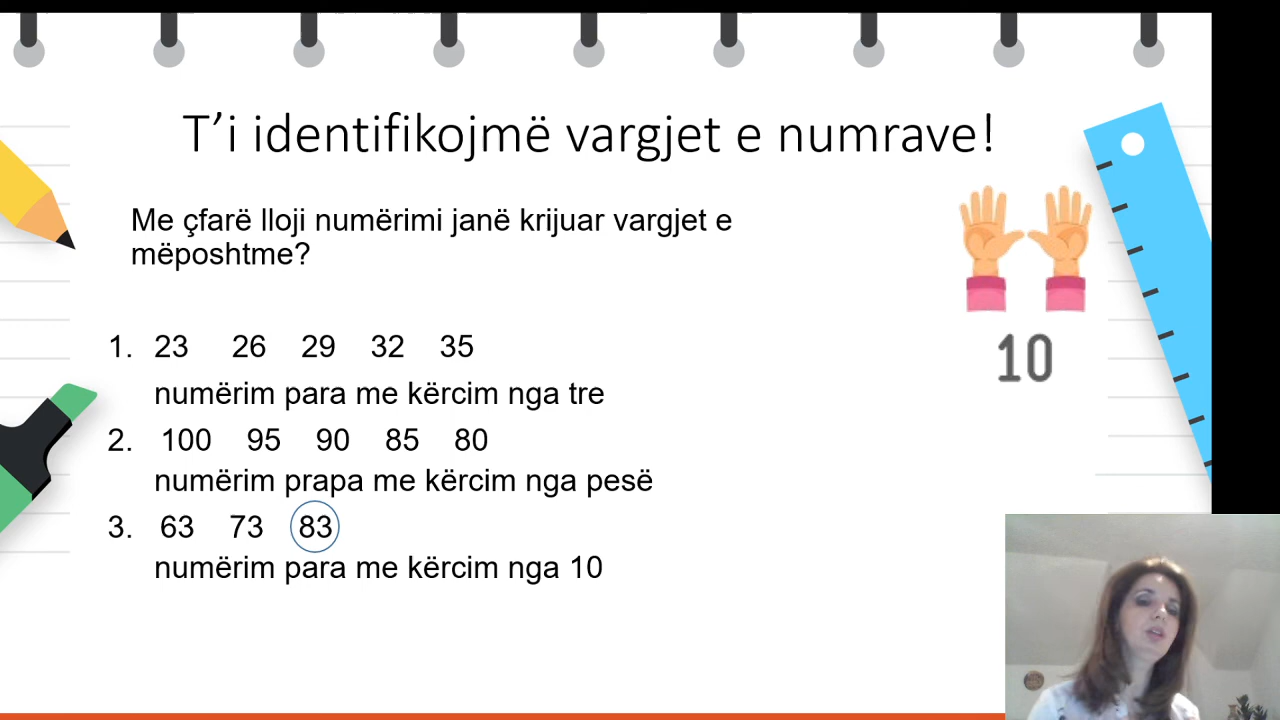 T’i identifikojmë vargjet e numrave!
Me çfarë lloji numërimi janë krijuar vargjet e
mëposhtme?
1. 23 26 29 32 35
numërim para me kërcim nga tre
2. 100 95 90 85 80
numërim prapa me kërcim nga pesë
3. 63 73 83
numërim para me kërcim nga 10
10